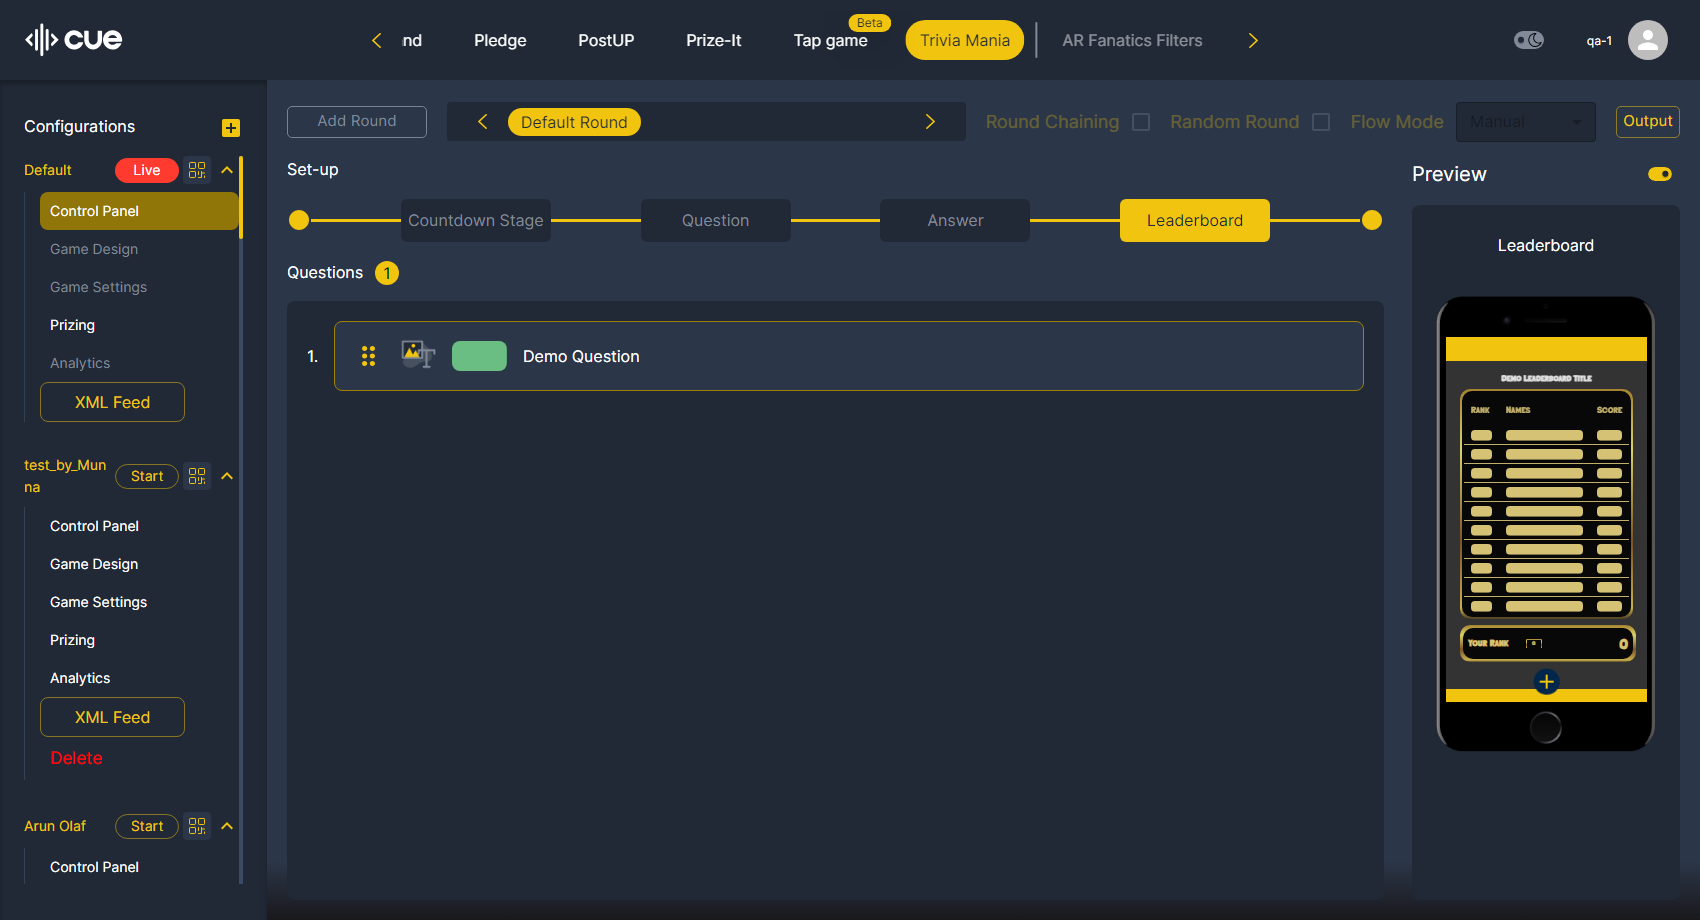 cue
nd
Pledge
PostUP
Prize-It
Tap game
Beta
Trivia Mania
AR Fanatics Filters
qa-1
Configurations
Default
Live
Control Panel
Game Design
Game Settings
Prizing
Analytics
XML Feed
test_by_Mun
na
Start
Control Panel
Game Design
Game Settings
Prizing
Analytics
XML Feed
Delete
Arun Olaf
Start
Control Panel
Add Round
Default Round
Round Chaining
Random Round
Flow Mode
Manual
Output
Set-up
Countdown Stage
Question
Answer
Leaderboard
Questions 1
1.
Demo Question
Preview
Leaderboard
Demo Leaderboard Title
Rank Names Score
Your Rank 0